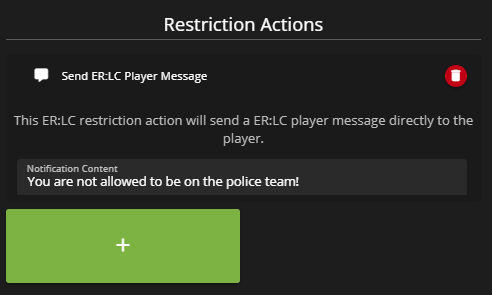 Restriction Actions
Send ER:LC Player Message
This ER:LC restriction action will send a ER:LC player message directly to the
player.
Notification Content
You are not allowed to be on the police team!
+